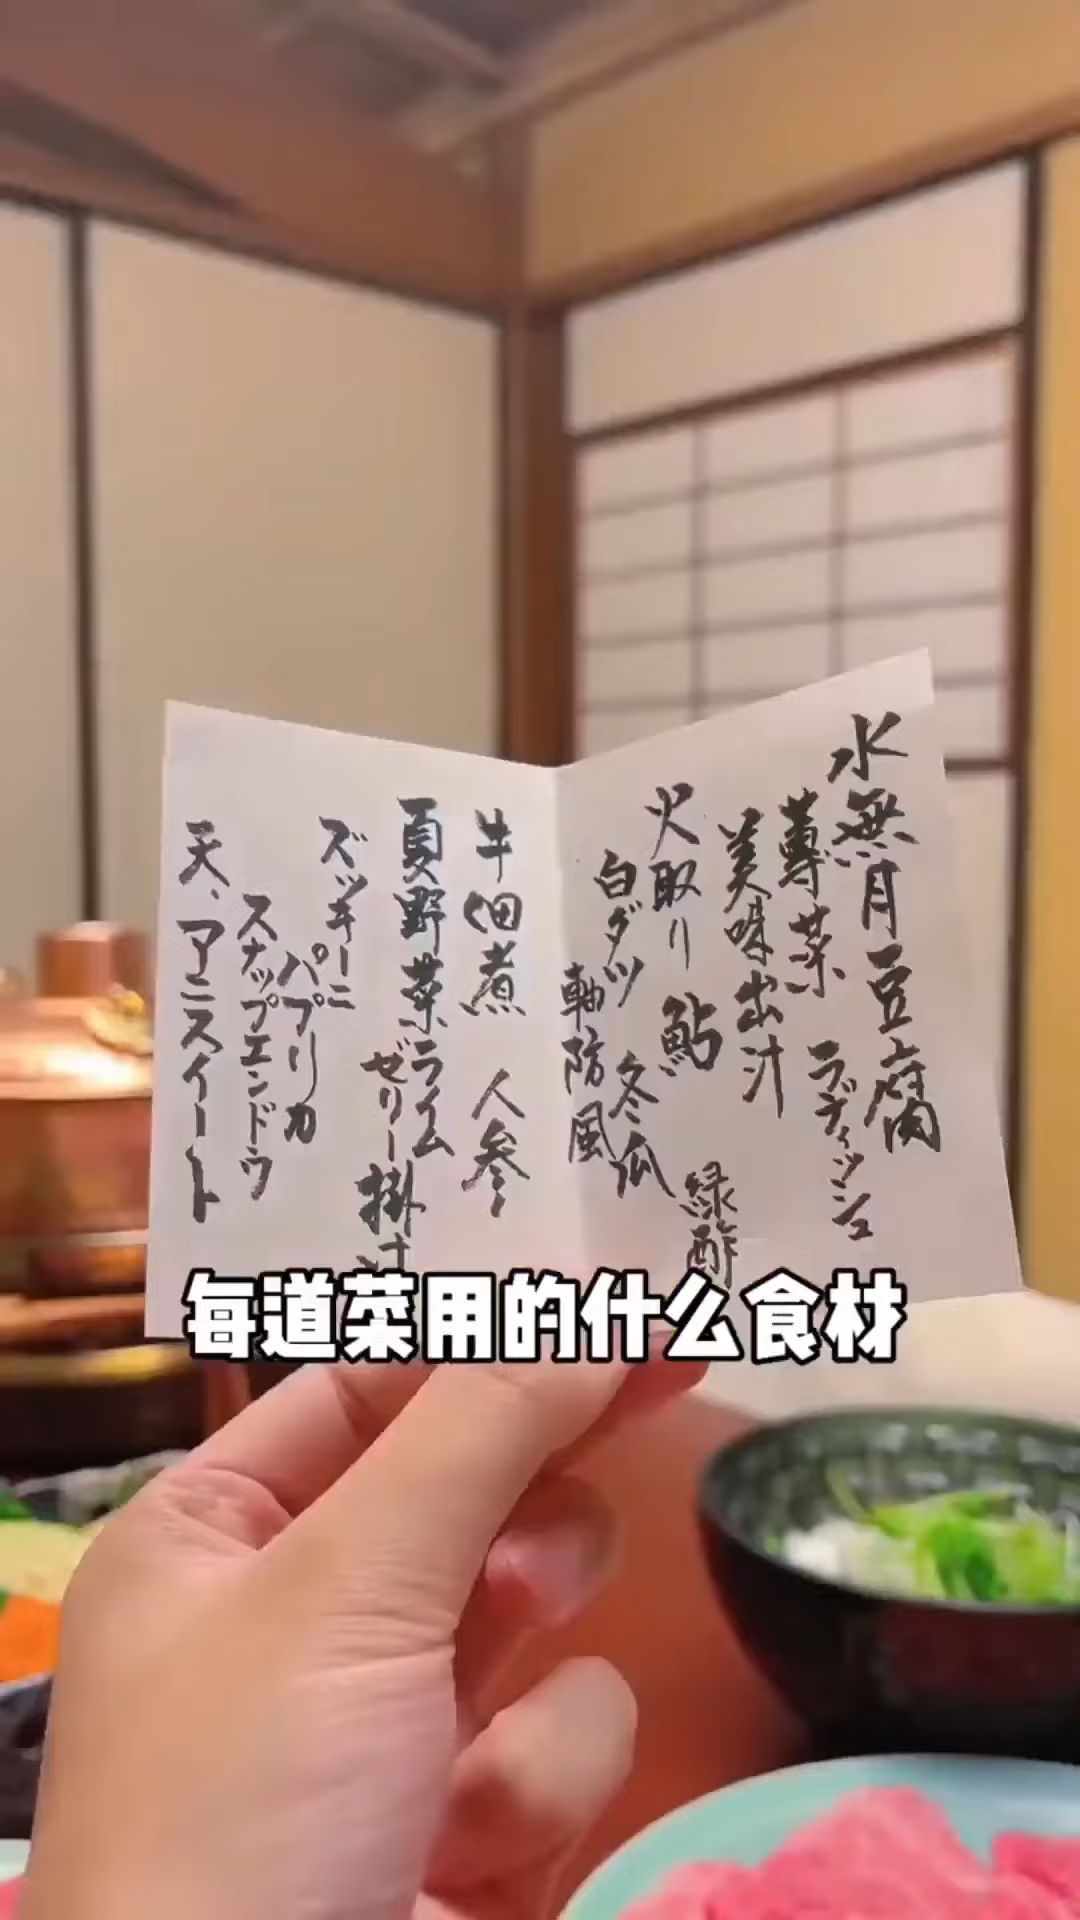 水無月豆腐
蓴菜 ラディッシュ
美味出汁
火取り鮎 緑酢
白ダツ 冬瓜
軸防風
牛佃煮 人参
夏野菜ライム
ゼリー掛け
ズッキーニ
パプリカ
スナップエンドウ
天、アニスイート
每道菜用的什么食材